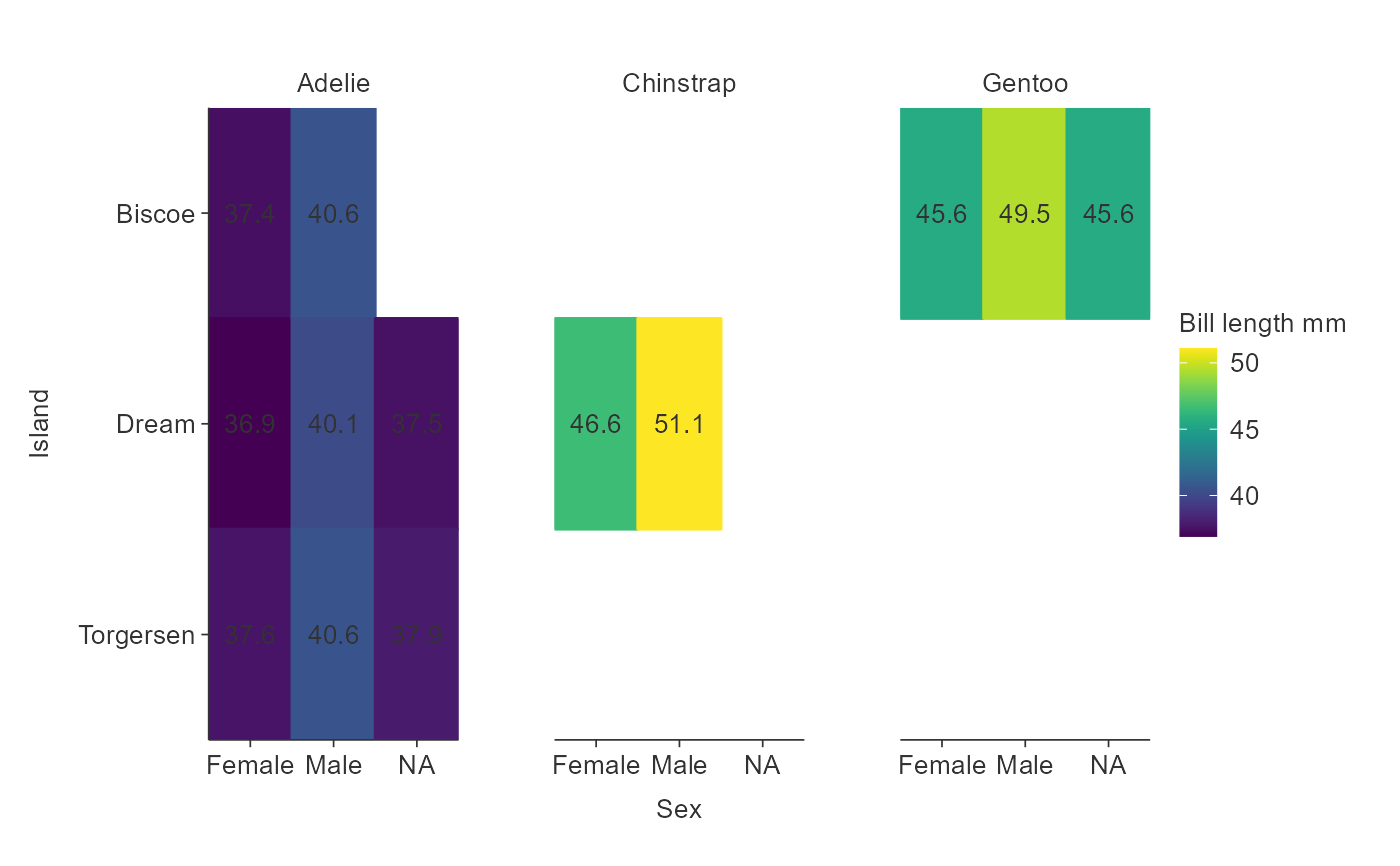 Adelie Chinstrap Gentoo
Biscoe 37.4 40.6 45.6 49.5 45.6
Bill length mm
50
45
40
Island
Dream 36.9 40.1 37.5 46.6 51.1
Torgersen 37.6 40.6 37.9
Female Male NA Female Male NA Female Male NA
Sex